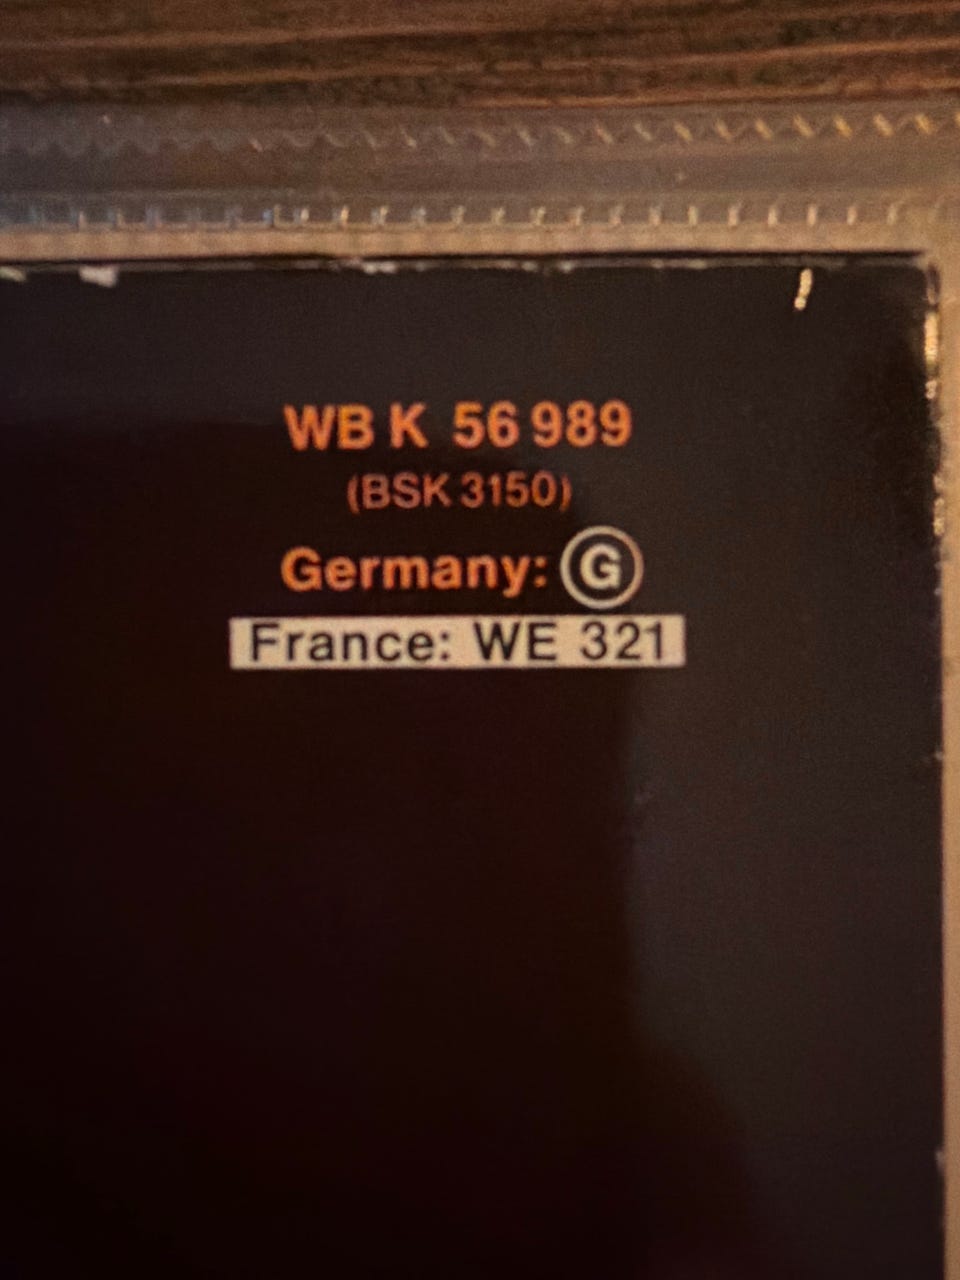 WB K 56 989
(BSK 3150)
Germany: G
France: WE 321